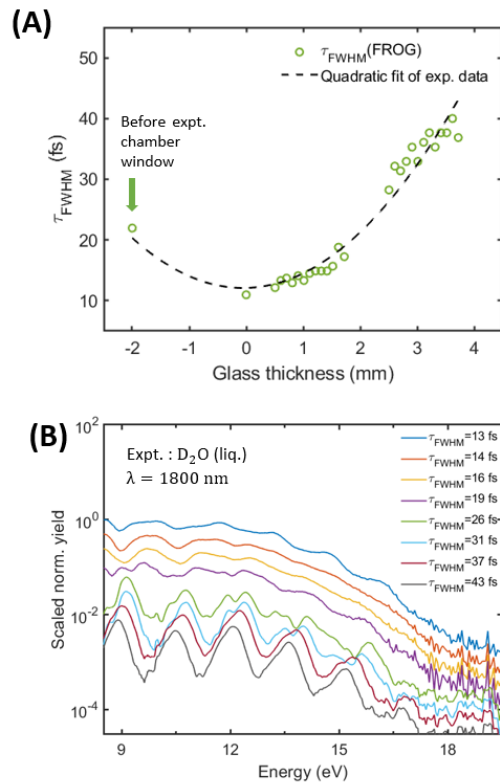 (A)
50
40
30
20
10
τFWHM (fs)
τFWHM(FROG)
Quadratic fit of exp. data
Before expt.
chamber
window
-2 -1 0 1 2 3 4
Glass thickness (mm)
(B)
10^2
10^0
10^-2
10^-4
Scaled norm. yield
Expt. : D₂O (liq.)
λ = 1800 nm
τFWHM=13 fs
τFWHM=14 fs
τFWHM=16 fs
τFWHM=19 fs
τFWHM=26 fs
τFWHM=31 fs
τFWHM=37 fs
τFWHM=43 fs
9 12 15 18
Energy (eV)